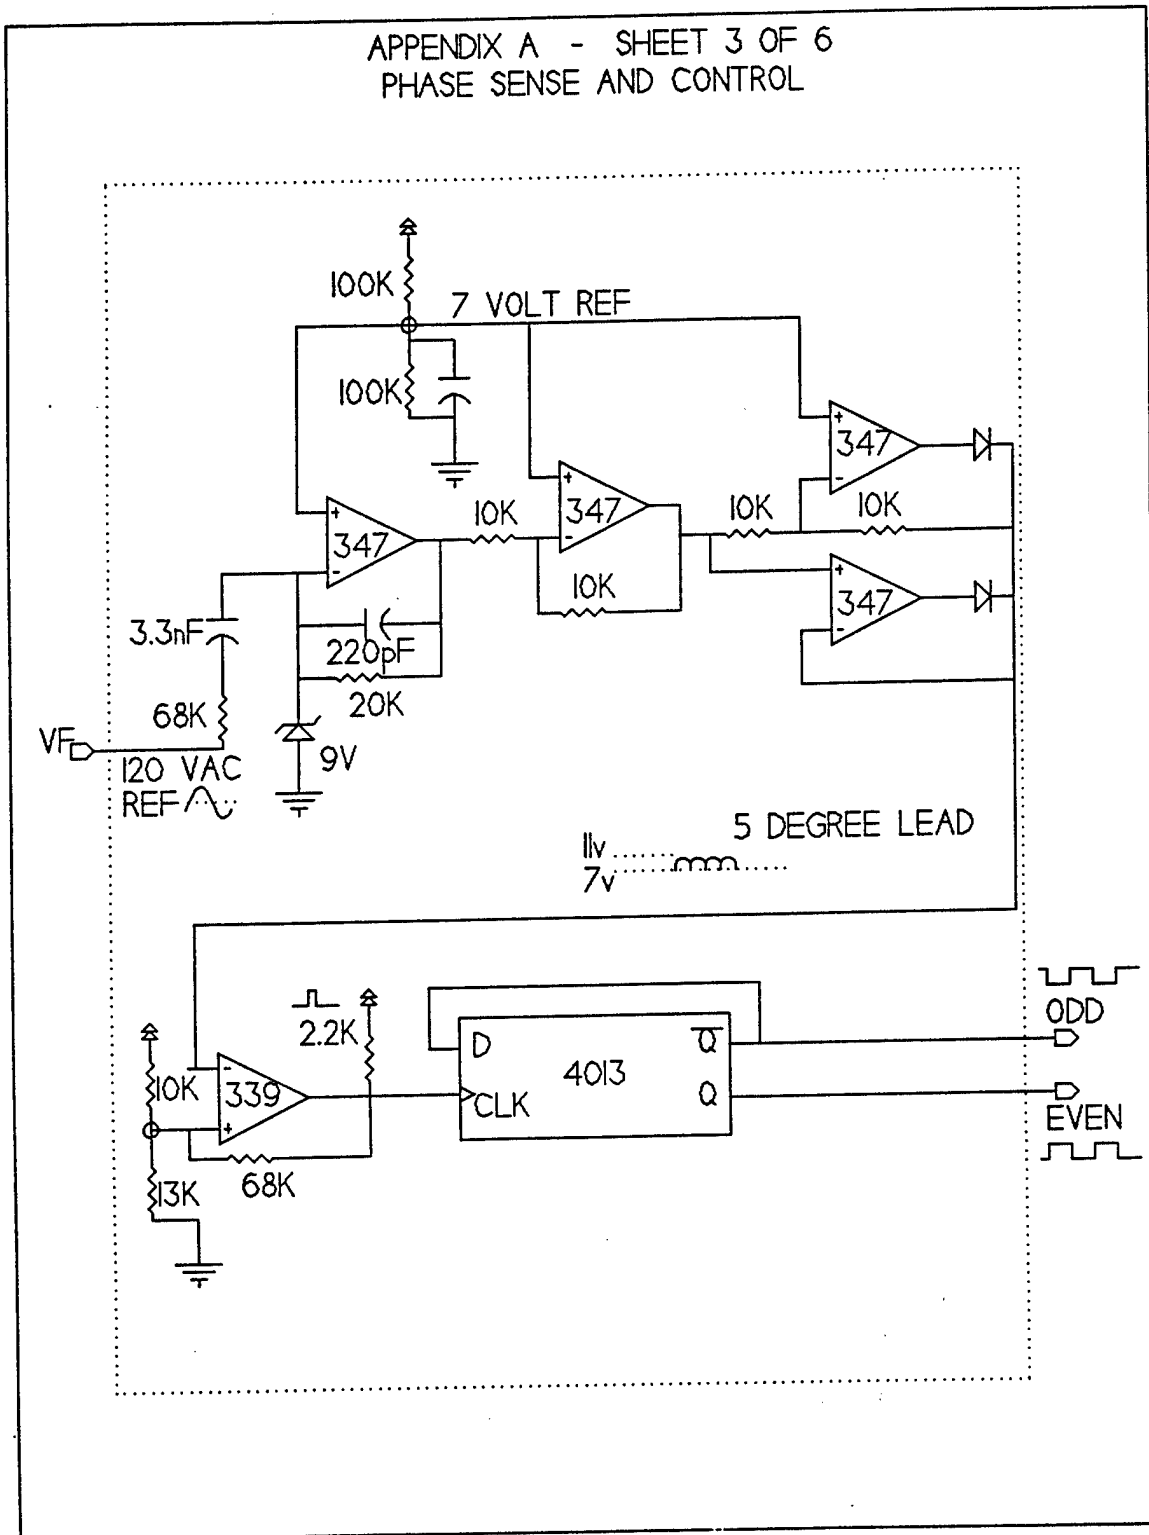 APPENDIX A - SHEET 3 OF 6
PHASE SENSE AND CONTROL
100K
7 VOLT REF
100K
+
347
-
+
347
-
10K
10K
10K
+
347
-
10K
+
347
-
3.3nF
220pF
20K
68K
VF
120 VAC
REF
9V
5 DEGREE LEAD
11v
7v
2.2K
10K
-
339
+
68K
13K
D
Q
4013
CLK
Q
ODD
EVEN